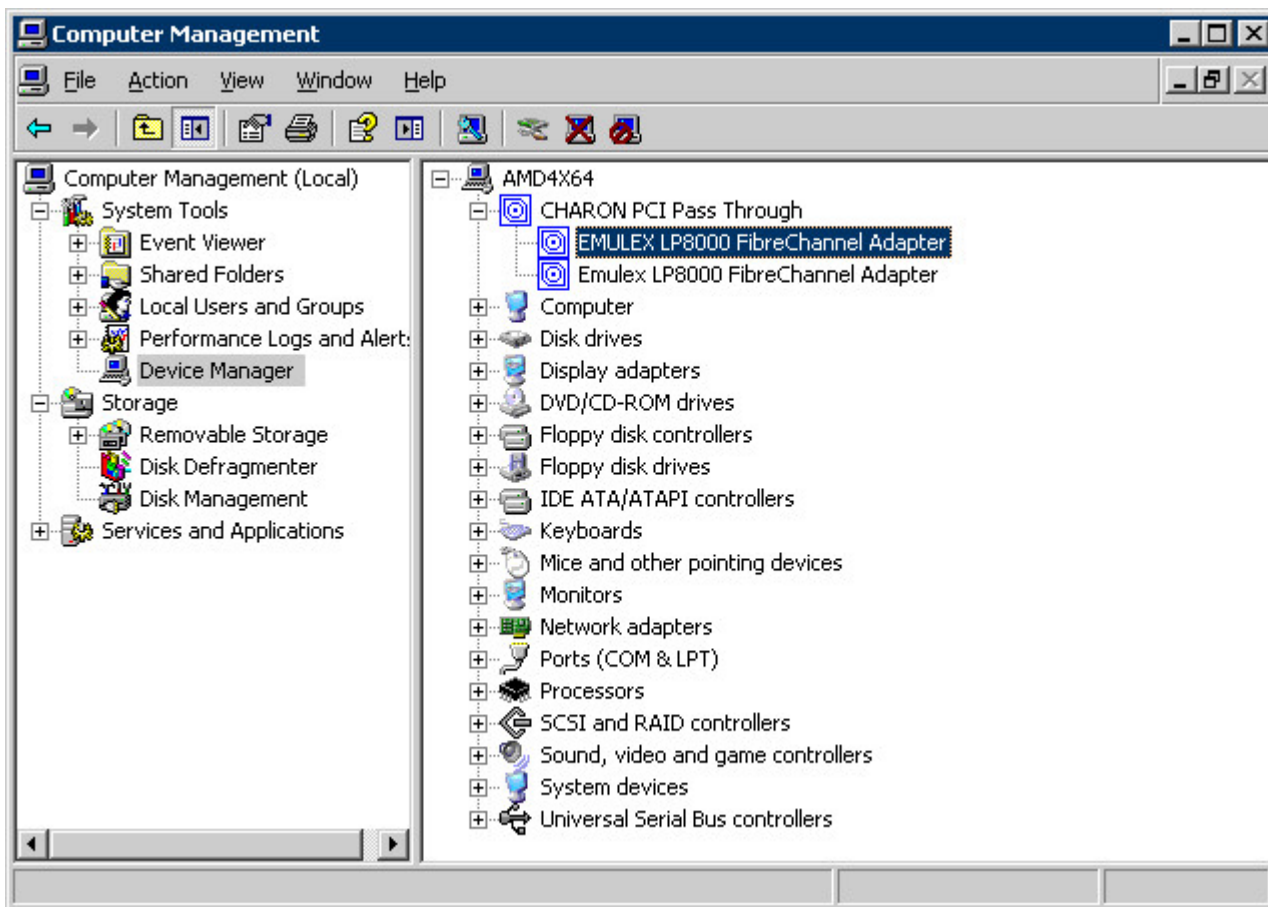 Computer Management
File Action View Window Help
Computer Management (Local)
System Tools
Event Viewer
Shared Folders
Local Users and Groups
Performance Logs and Alerts
Device Manager
Storage
Removable Storage
Disk Defragmenter
Disk Management
Services and Applications
AMD4X64
CHARON PCI Pass Through
EMULEX LP8000 FibreChannel Adapter
Emulex LP8000 FibreChannel Adapter
Computer
Disk drives
Display adapters
DVD/CD-ROM drives
Floppy disk controllers
Floppy disk drives
IDE ATA/ATAPI controllers
Keyboards
Mice and other pointing devices
Monitors
Network adapters
Ports (COM & LPT)
Processors
SCSI and RAID controllers
Sound, video and game controllers
System devices
Universal Serial Bus controllers